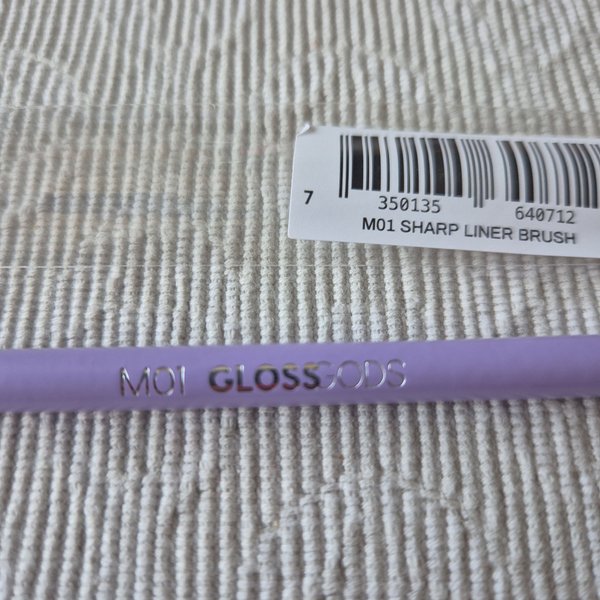 7 350135 640712
M01 SHARP LINER BRUSH
M01 GLOSSGODS